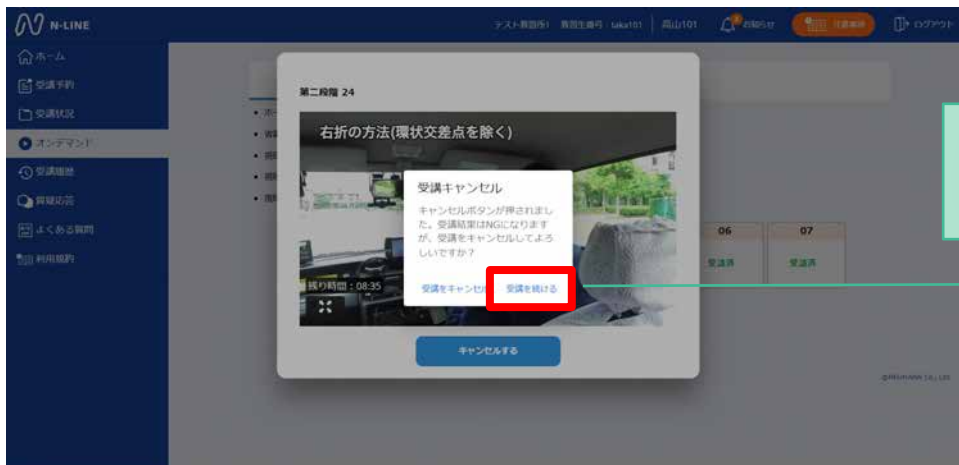 N-LINE
テスト教習所1 教習生番号：taka101 高山101 お知らせ 注意事項 ログアウト
ホーム
受講予約
受講状況
オンデマンド
受講履歴
質疑応答
よくある質問
利用規約
第二段階 24
右折の方法(環状交差点を除く)
受講キャンセル
キャンセルボタンが押されまし
た。受講結果はNGになります
が、受講をキャンセルしてよろ
しいですか？
受講をキャンセル 受講を続ける
残り時間：08:35
キャンセルする
06 07
受講済 受講済